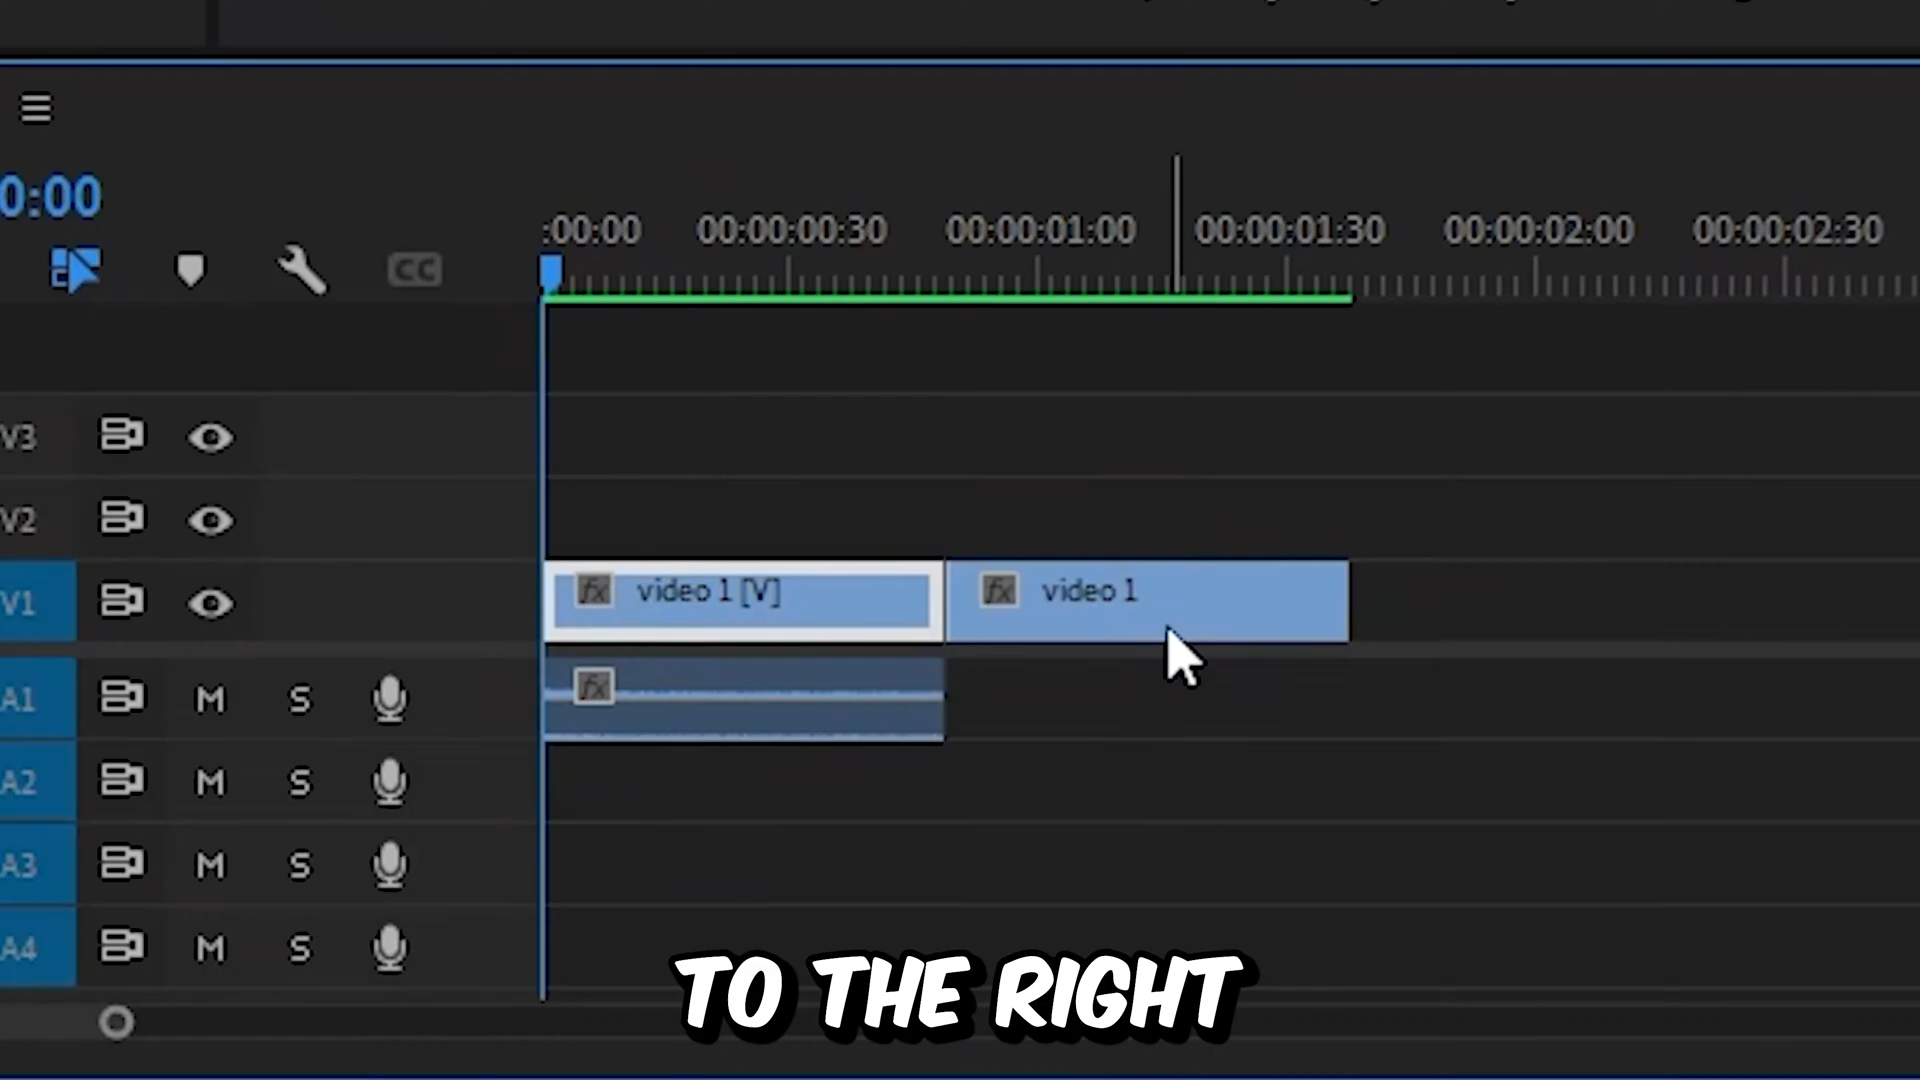 0:00
:00:00 00:00:00:30 00:00:01:00 00:00:01:30 00:00:02:00 00:00:02:30
CC
V3
V2
V1 fx video 1 [V] fx video 1
A1 M S fx
A2 M S
A3 M S
A4 M S
TO THE RIGHT